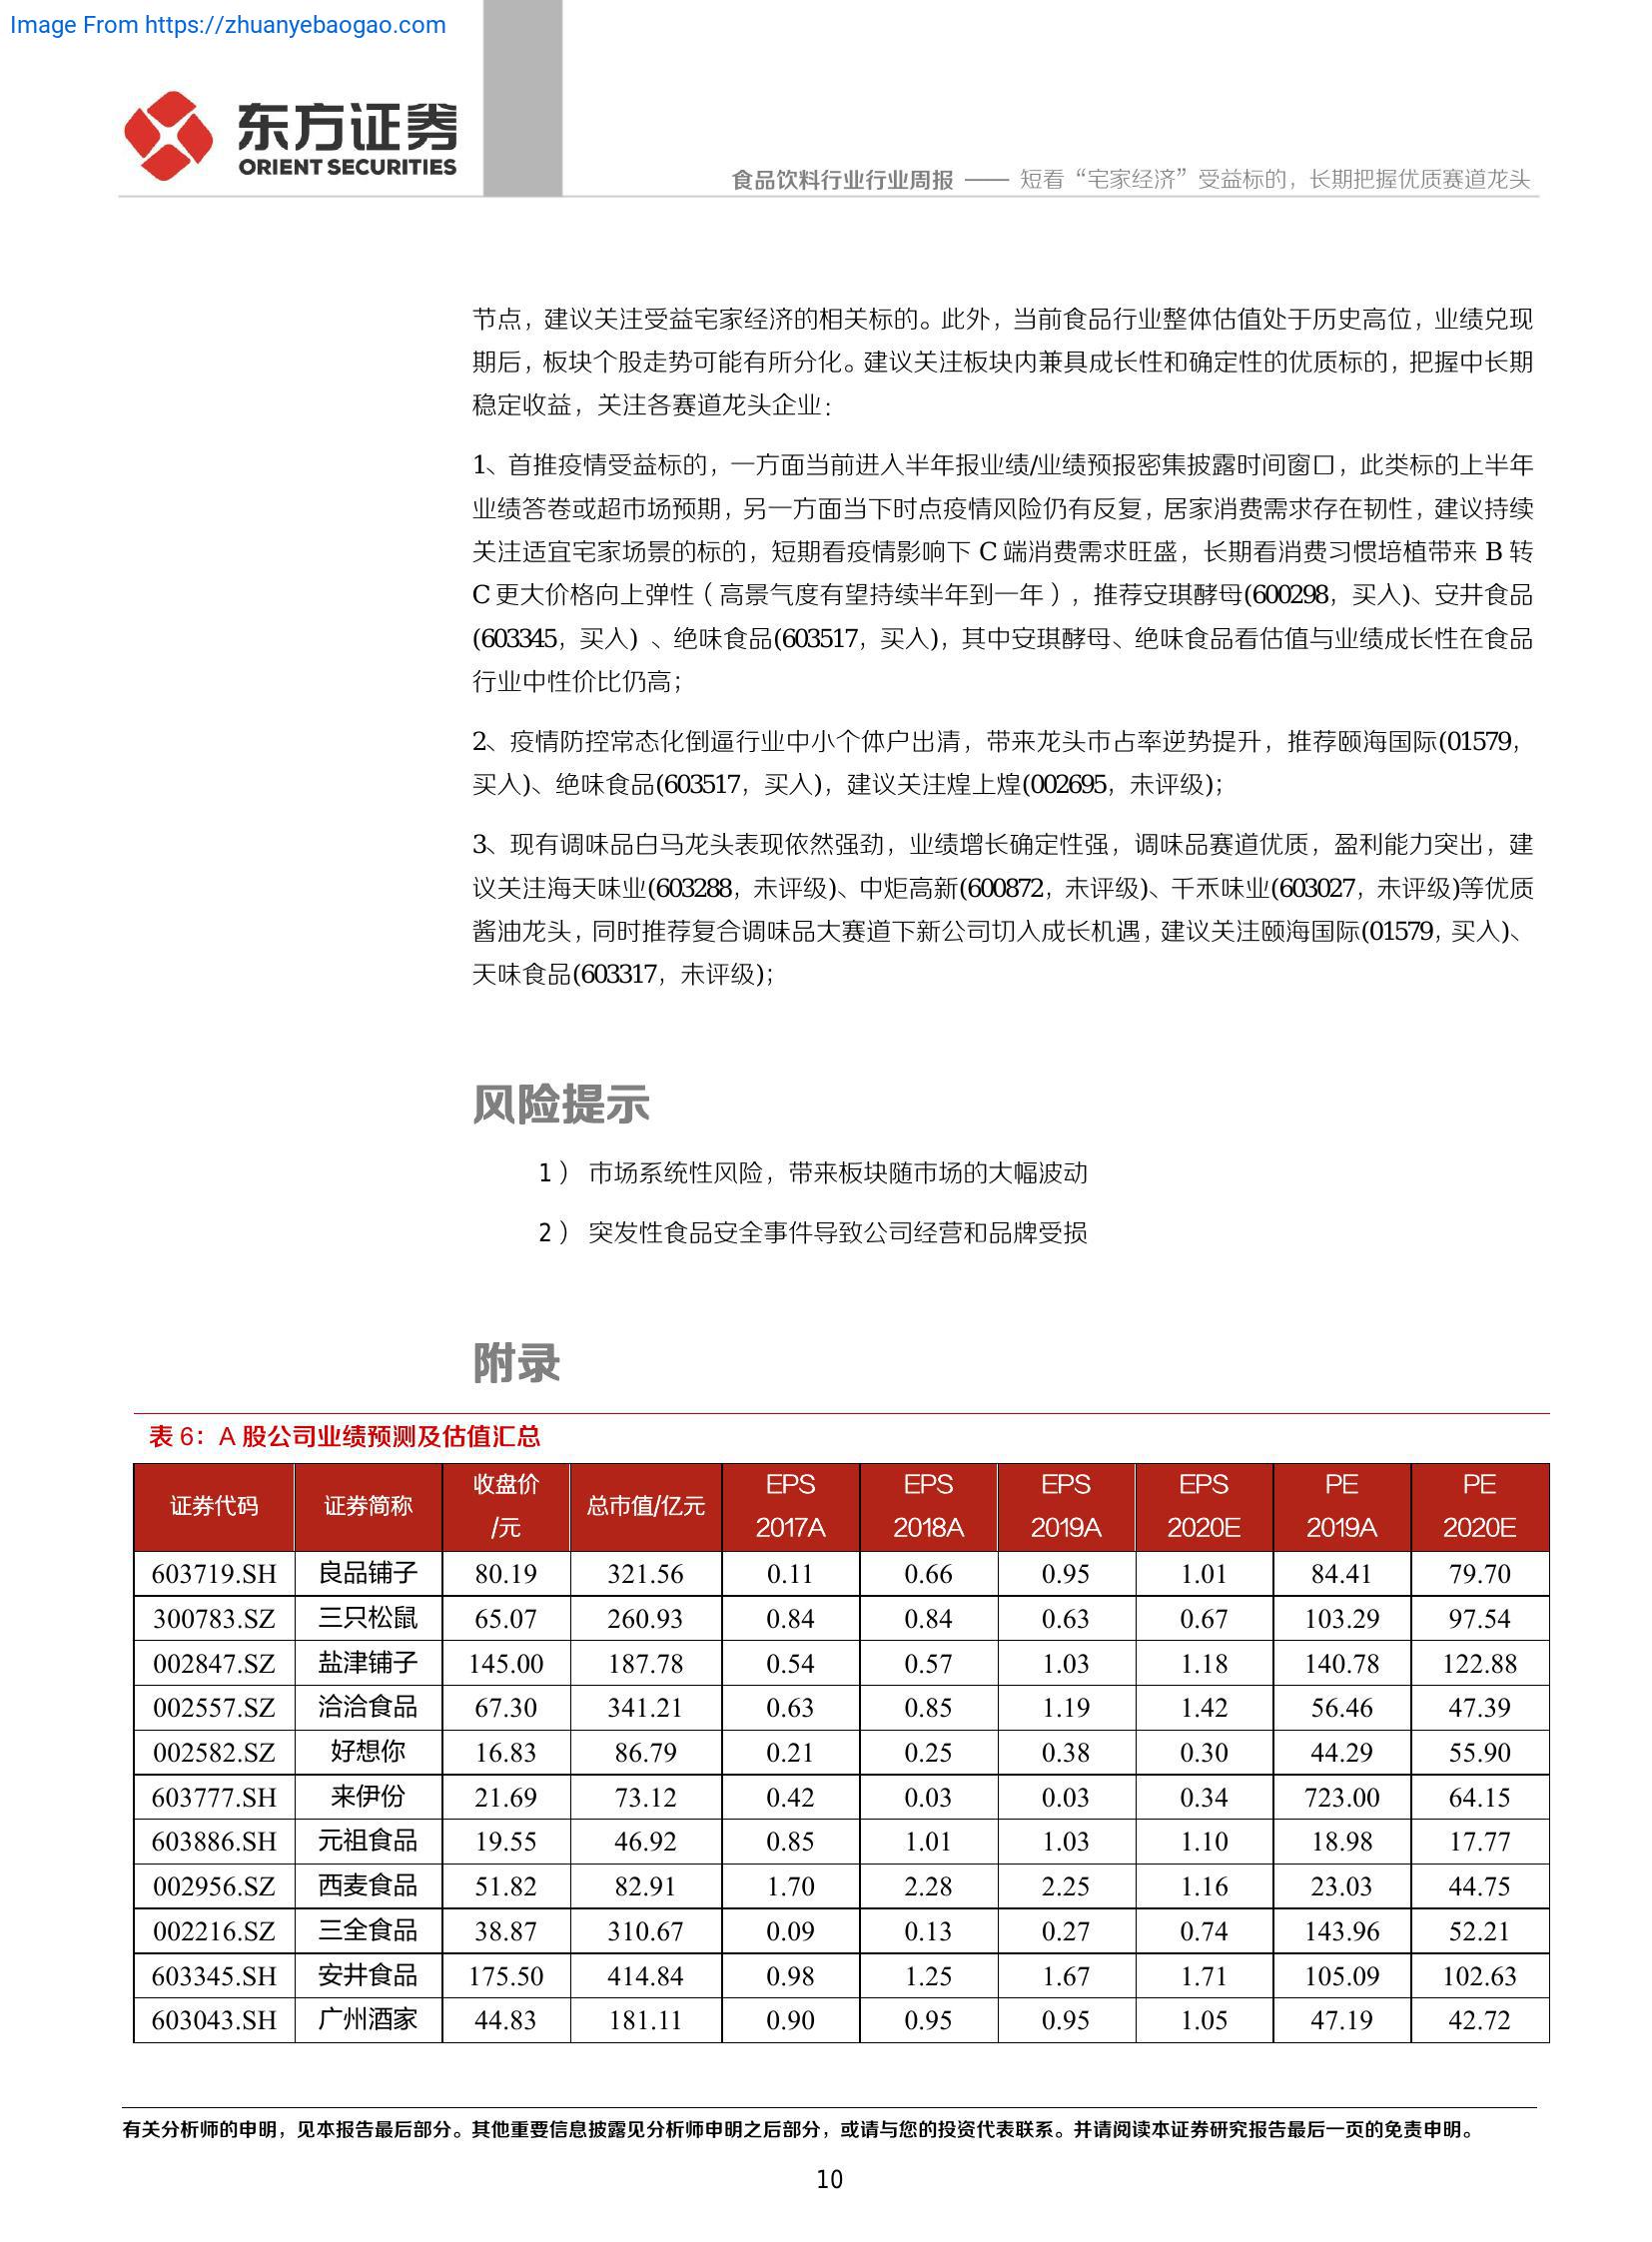 Image From https://zhuanyebaogao.com
东方证券
ORIENT SECURITIES
食品饮料行业行业周报 —— 短看“宅家经济”受益标的，长期把握优质赛道龙头
节点，建议关注受益宅家经济的相关标的。此外，当前食品行业整体估值处于历史高位，业绩兑现
期后，板块个股走势可能有所分化。建议关注板块内兼具成长性和确定性的优质标的，把握中长期
稳定收益，关注各赛道龙头企业：
1、首推疫情受益标的，一方面当前进入半年报业绩/业绩预报密集披露时间窗口，此类标的上半年
业绩答卷或超市场预期，另一方面当下时点疫情风险仍有反复，居家消费需求存在韧性，建议持续
关注适宜宅家场景的标的，短期看疫情影响下 C 端消费需求旺盛，长期看消费习惯培植带来 B 转
C 更大价格向上弹性（高景气度有望持续半年到一年），推荐安琪酵母(600298，买入)、安井食品
(603345，买入) 、绝味食品(603517，买入)，其中安琪酵母、绝味食品看估值与业绩成长性在食品
行业中性价比仍高；
2、疫情防控常态化倒逼行业中小个体户出清，带来龙头市占率逆势提升，推荐颐海国际(01579，
买入)、绝味食品(603517，买入)，建议关注煌上煌(002695，未评级)；
3、现有调味品白马龙头表现依然强劲，业绩增长确定性强，调味品赛道优质，盈利能力突出，建
议关注海天味业(603288，未评级)、中炬高新(600872，未评级)、千禾味业(603027，未评级)等优质
酱油龙头，同时推荐复合调味品大赛道下新公司切入成长机遇，建议关注颐海国际(01579，买入)、
天味食品(603317，未评级)；
风险提示
1） 市场系统性风险，带来板块随市场的大幅波动
2） 突发性食品安全事件导致公司经营和品牌受损
附录
表 6：A 股公司业绩预测及估值汇总
证券代码 证券简称 收盘价/元 总市值/亿元 EPS 2017A EPS 2018A EPS 2019A EPS 2020E PE 2019A PE 2020E
603719.SH 良品铺子 80.19 321.56 0.11 0.66 0.95 1.01 84.41 79.70
300783.SZ 三只松鼠 65.07 260.93 0.84 0.84 0.63 0.67 103.29 97.54
002847.SZ 盐津铺子 145.00 187.78 0.54 0.57 1.03 1.18 140.78 122.88
002557.SZ 洽洽食品 67.30 341.21 0.63 0.85 1.19 1.42 56.46 47.39
002582.SZ 好想你 16.83 86.79 0.21 0.25 0.38 0.30 44.29 55.90
603777.SH 来伊份 21.69 73.12 0.42 0.03 0.03 0.34 723.00 64.15
603886.SH 元祖食品 19.55 46.92 0.85 1.01 1.03 1.10 18.98 17.77
002956.SZ 西麦食品 51.82 82.91 1.70 2.28 2.25 1.16 23.03 44.75
002216.SZ 三全食品 38.87 310.67 0.09 0.13 0.27 0.74 143.96 52.21
603345.SH 安井食品 175.50 414.84 0.98 1.25 1.67 1.71 105.09 102.63
603043.SH 广州酒家 44.83 181.11 0.90 0.95 0.95 1.05 47.19 42.72
有关分析师的申明，见本报告最后部分。其他重要信息披露见分析师申明之后部分，或请与您的投资代表联系。并请阅读本证券研究报告最后一页的免责申明。
10